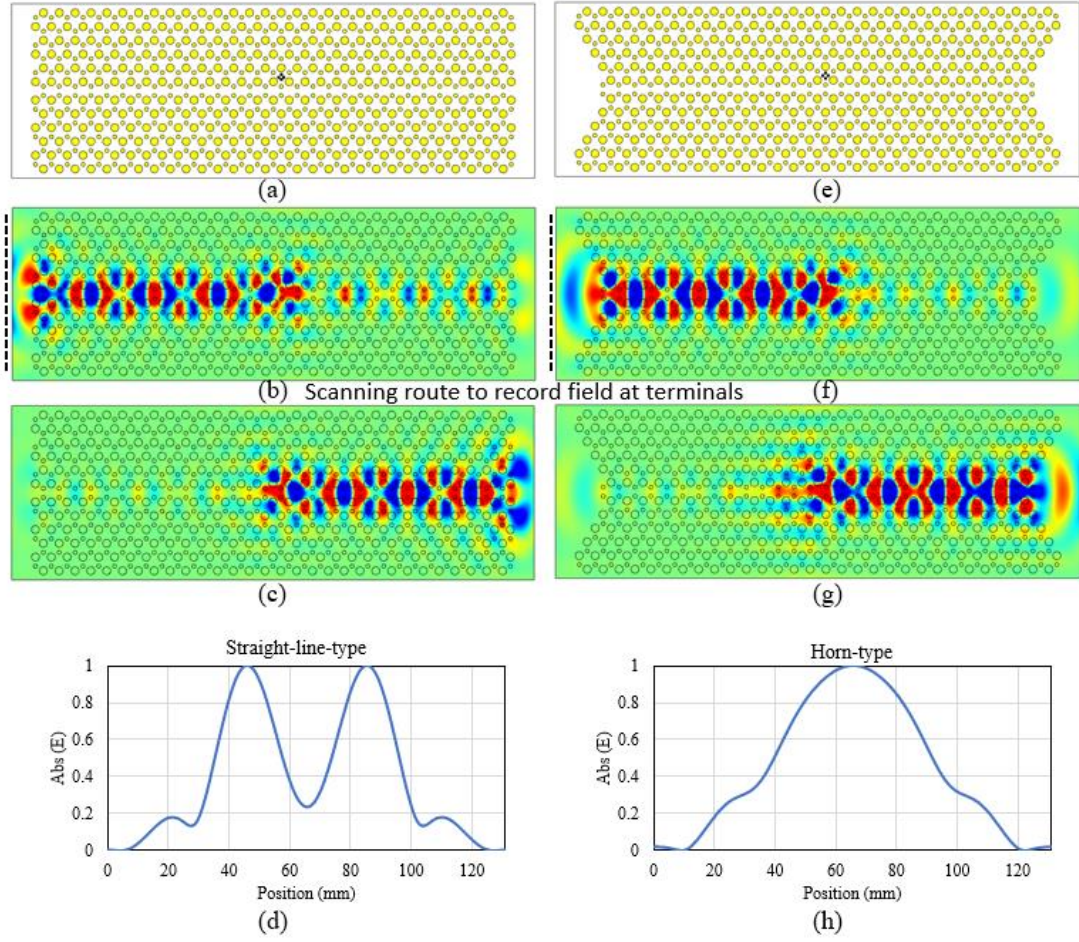 (a)
(e)
(b)
Scanning route to record field at terminals
(f)
(c)
(g)
Straight-line-type
1
0.8
0.6
0.4
0.2
0
Abs (E)
0 20 40 60 80 100 120
Position (mm)
(d)
Horn-type
1
0.8
0.6
0.4
0.2
0
Abs (E)
0 20 40 60 80 100 120
Position (mm)
(h)